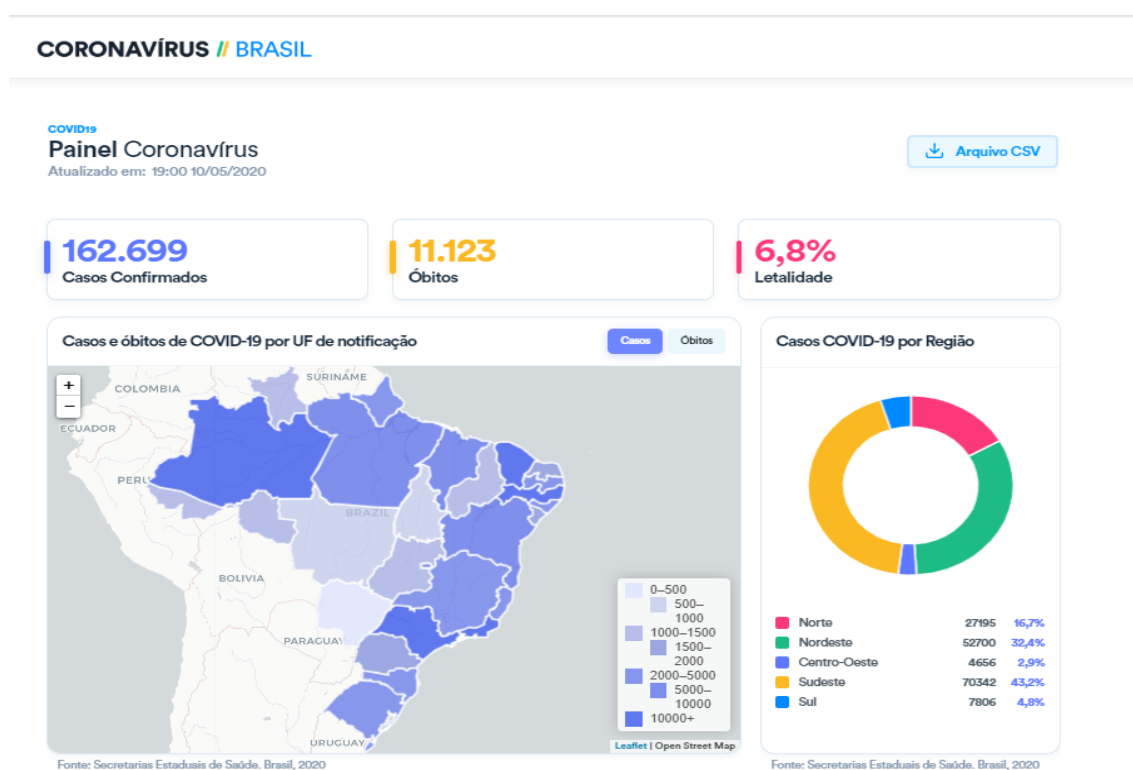 CORONAVÍRUS // BRASIL
COVID19
Painel Coronavírus
Atualizado em: 19:00 10/05/2020
Arquivo CSV
162.699
Casos Confirmados
11.123
Óbitos
6,8%
Letalidade
Casos e óbitos de COVID-19 por UF de notificação
Casos
Óbitos
+
−
COLOMBIA
SURINAME
ECUADOR
PERU
BRAZIL
BOLIVIA
PARAGUAY
URUGUAY
0–500
500–
1000
1000–1500
1500–
2000
2000–5000
5000–
10000
10000+
Leaflet | Open Street Map
Fonte: Secretarias Estaduais de Saúde. Brasil, 2020
Casos COVID-19 por Região
Norte 27195 16,7%
Nordeste 52700 32,4%
Centro-Oeste 4656 2,9%
Sudeste 70342 43,2%
Sul 7806 4,8%
Fonte: Secretarias Estaduais de Saúde. Brasil, 2020